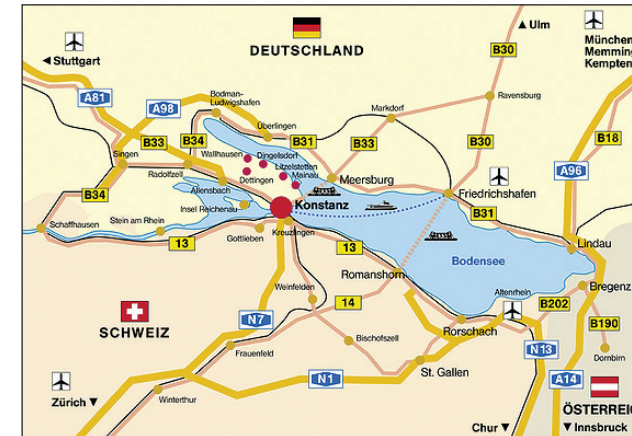 DEUTSCHLAND
▲ Ulm
München
Memming
Kempten
◄ Stuttgart
B30
A81
A98
Bodman-
Ludwigshafen
Markdorf
Ravensburg
Überlingen
B33
B34
B31
B33
B30
B18
Singen
Wallhausen
Dingelsdorf
Litzelstetten
Mainau
A96
Radolfzell
Dettingen
Meersburg
B34
Allensbach
Friedrichshafen
Insel Reichenau
Konstanz
B31
Schaffhausen
Stein am Rhein
Gottlieben
Kreuzlingen
Lindau
13
13
Bodensee
Romanshorn
Bregenz
Weinfelden
Altenrhein
14
B202
SCHWEIZ
N7
Rorschach
B190
Bischofszell
Frauenfeld
N13
Dornbirn
St. Gallen
N1
A14
Winterthur
Zürich ▼
ÖSTERREIC
Chur ▼
▼ Innsbruck